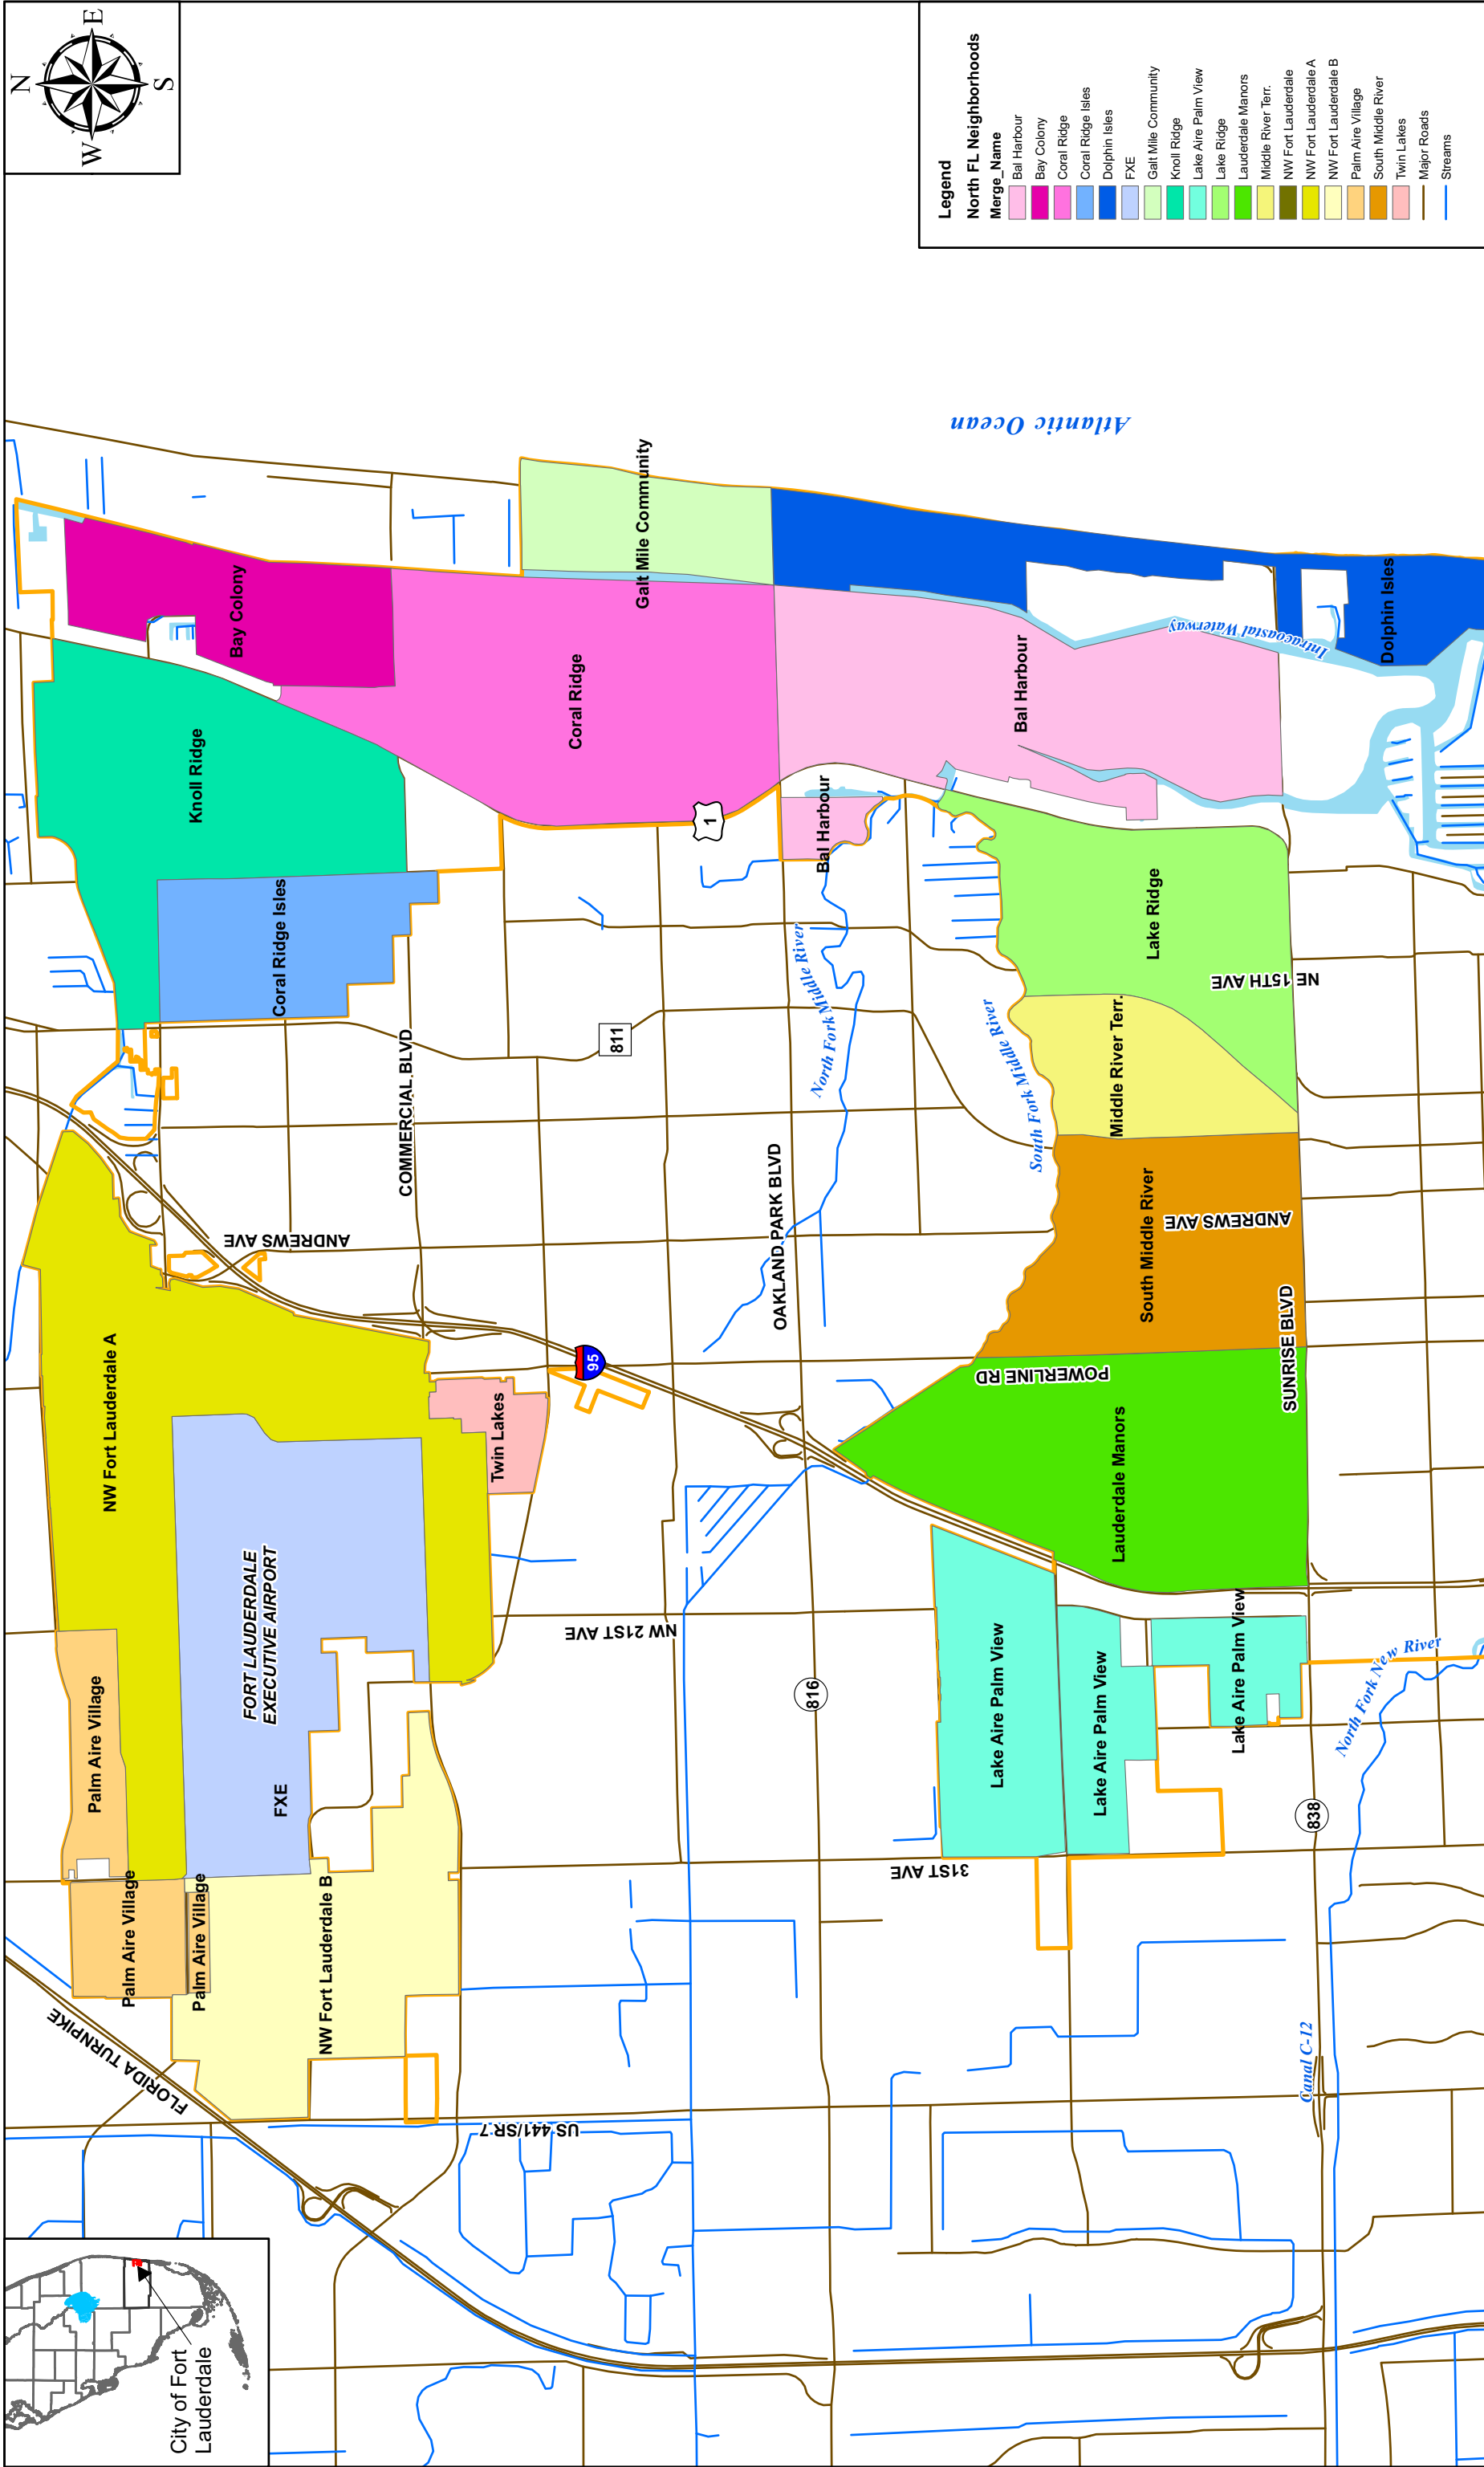 N
W
E
S
City of Fort
Lauderdale
Legend
North FL Neighborhoods
Merge_Name
Bal Harbour
Bay Colony
Coral Ridge
Coral Ridge Isles
Dolphin Isles
FXE
Galt Mile Community
Knoll Ridge
Lake Aire Palm View
Lake Ridge
Lauderdale Manors
Middle River Terr.
NW Fort Lauderdale
NW Fort Lauderdale A
NW Fort Lauderdale B
Palm Aire Village
South Middle River
Twin Lakes
Major Roads
Streams
FLORIDA TURNPIKE
Palm Aire Village
Palm Aire Village
Palm Aire Village
NW Fort Lauderdale A
NW Fort Lauderdale B
FORT LAUDERDALE
EXECUTIVE AIRPORT
FXE
ANDREWS AVE
Knoll Ridge
Coral Ridge Isles
Bay Colony
COMMERCIAL BLVD
US 441/SR 7
Twin Lakes
NW 21ST AVE
95
811
1
Coral Ridge
Galt Mile Community
816
OAKLAND PARK BLVD
North Fork Middle River
Bal Harbour
Bal Harbour
Atlantic Ocean
31ST AVE
Lake Aire Palm View
Lake Aire Palm View
Lake Aire Palm View
POWERLINE RD
Lauderdale Manors
South Fork Middle River
South Middle River
ANDREWS AVE
Middle River Terr.
Lake Ridge
NE 15TH AVE
Intracoastal Waterway
Dolphin Isles
SUNRISE BLVD
838
Canal C-12
North Fork New River